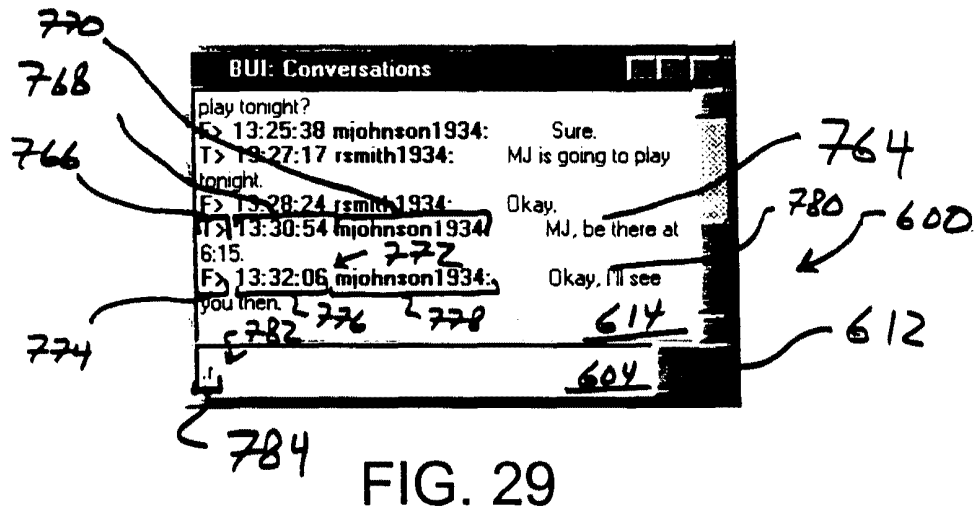 770
BUI: Conversations
768
play tonight?
F> 13:25:38 mjohnson1934: Sure.
766
T> 13:27:17 rsmith1934: MJ is going to play
764
tonight.
F> 13:28:24 rsmith1934: Okay.
780
T> 13:30:54 mjohnson1934: MJ, be there at
600
6:15.
772
F> 13:32:06 mjohnson1934: Okay, I'll see
you then.
776
778
614
774
782
612
.r
604
784
FIG. 29